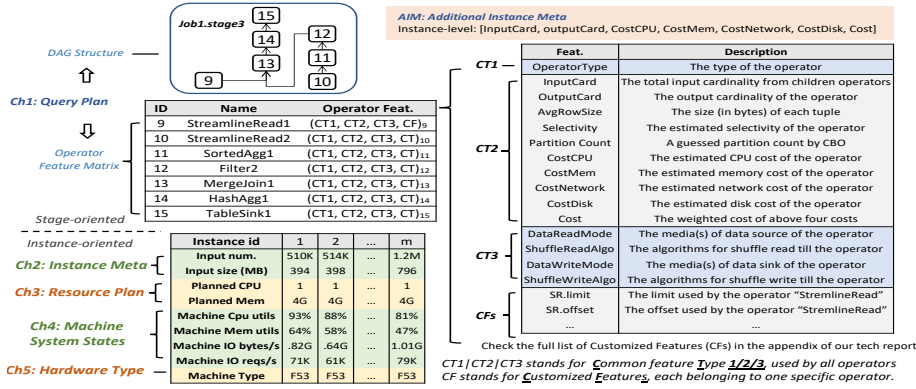 Job1.stage3
15
14
12
13
11
9
10
DAG Structure
Ch1: Query Plan
Operator
Feature Matrix
Stage-oriented
Instance-oriented
Ch2: Instance Meta
Ch3: Resource Plan
Ch4: Machine
System States
Ch5: Hardware Type
ID Name Operator Feat.
9 StreamlineRead1 (CT1, CT2, CT3, CF)9
10 StreamlineRead2 (CT1, CT2, CT3, CT)10
11 SortedAgg1 (CT1, CT2, CT3, CT)11
12 Filter2 (CT1, CT2, CT3, CT)12
13 MergeJoin1 (CT1, CT2, CT3, CT)13
14 HashAgg1 (CT1, CT2, CT3, CT)14
15 TableSink1 (CT1, CT2, CT3, CT)15
Instance id 1 2 ... m
Input num. 510K 514K ... 1.2M
Input size (MB) 394 398 ... 796
Planned CPU 1 1 ... 1
Planned Mem 4G 4G ... 4G
Machine Cpu utils 93% 88% ... 81%
Machine Mem utils 64% 58% ... 47%
Machine IO bytes/s .82G .64G ... 1.01G
Machine IO reqs/s 71K 61K ... 79K
Machine Type F53 F53 ... F53
AIM: Additional Instance Meta
Instance-level: [InputCard, outputCard, CostCPU, CostMem, CostNetwork, CostDisk, Cost]
Feat. Description
CT1 OperatorType The type of the operator
InputCard The total input cardinality from children operators
OutputCard The output cardinality of the operator
AvgRowSize The size (in bytes) of each tuple
Selectivity The estimated selectivity of the operator
CT2 Partition Count A guessed partition count by CBO
CostCPU The estimated CPU cost of the operator
CostMem The estimated memory cost of the operator
CostNetwork The estimated network cost of the operator
CostDisk The estimated disk cost of the operator
Cost The weighted cost of above four costs
DataReadMode The media(s) of data source of the operator
CT3 ShuffleReadAlgo The algorithms for shuffle read till the operator
DataWriteMode The media(s) of data sink of the operator
ShuffleWriteAlgo The algorithms for shuffle write till the operator
SR.limit The limit used by the operator “StremlineRead”
CFs SR.offset The offset used by the operator “StremlineRead”
... ...
Check the full list of Customized Features (CFs) in the appendix of our tech report
CT1|CT2|CT3 stands for Common feature Type 1/2/3, used by all operators
CF stands for Customized Features, each belonging to one specific operator.